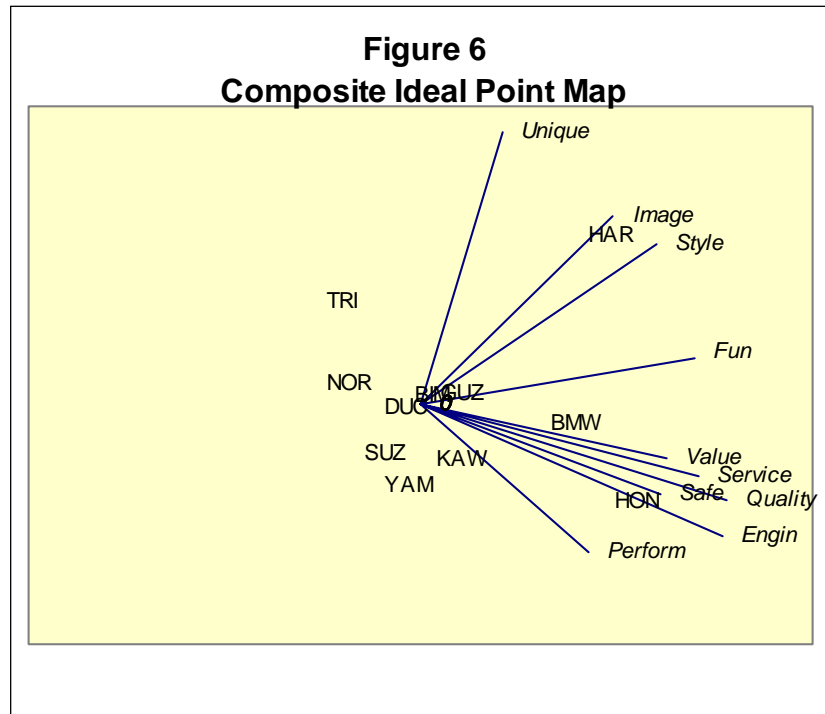 Figure 6
Composite Ideal Point Map
Unique
Image
HAR
Style
TRI
Fun
NOR
GUZ
DUC
BMW
SUZ
KAW
Value
Service
YAM
Safe
Quality
HON
Engin
Perform